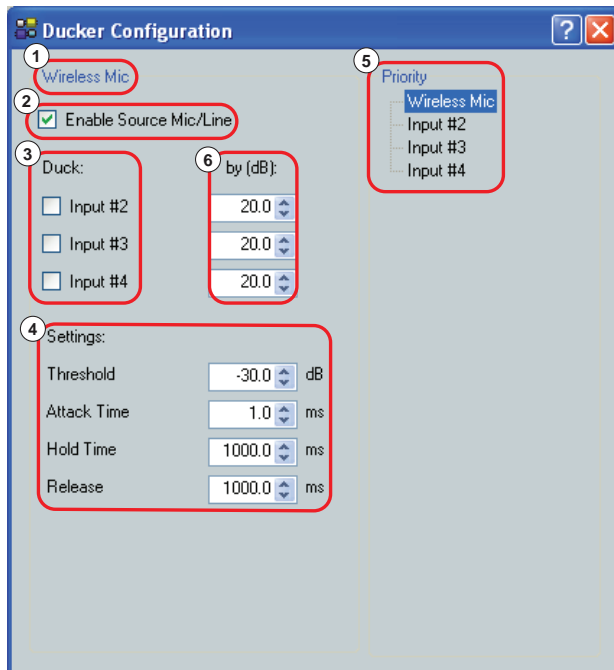 Ducker Configuration
?
1
Wireless Mic
2
Enable Source Mic/Line
3
Duck:
Input #2
Input #3
Input #4
6
by (dB):
20.0
20.0
20.0
4
Settings:
Threshold -30.0 dB
Attack Time 1.0 ms
Hold Time 1000.0 ms
Release 1000.0 ms
5
Priority
Wireless Mic
Input #2
Input #3
Input #4